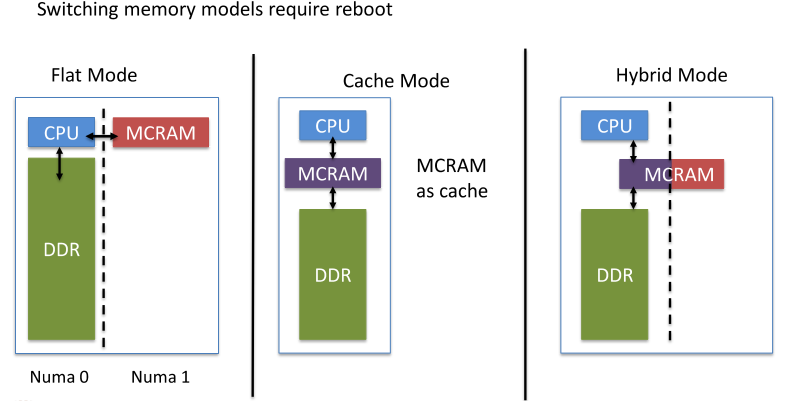 Switching memory models require reboot
Flat Mode
CPU
MCRAM
DDR
Numa 0
Numa 1
Cache Mode
CPU
MCRAM
DDR
MCRAM
as cache
Hybrid Mode
CPU
MCRAM
DDR